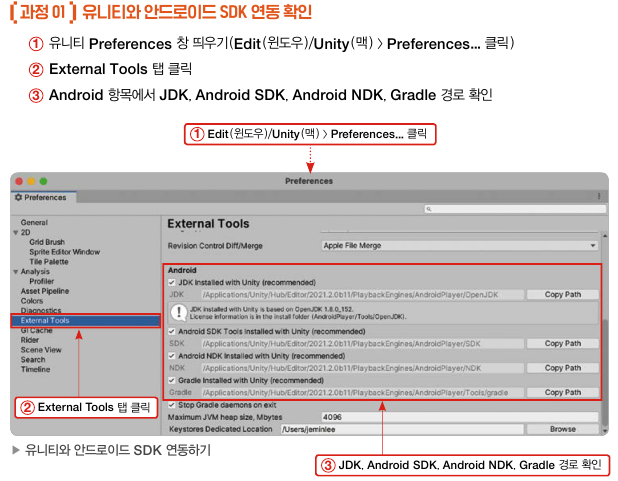 [과정 01] 유니티와 안드로이드 SDK 연동 확인
① 유니티 Preferences 창 띄우기(Edit(윈도우)/Unity(맥) > Preferences... 클릭)
② External Tools 탭 클릭
③ Android 항목에서 JDK, Android SDK, Android NDK, Gradle 경로 확인
① Edit(윈도우)/Unity(맥) > Preferences... 클릭
Preferences
Preferences
General
2D
Grid Brush
Sprite Editor Window
Tile Palette
Analysis
Profiler
Asset Pipeline
Colors
Diagnostics
External Tools
GI Cache
Rider
Scene View
Search
Timeline
② External Tools 탭 클릭
External Tools
Revision Control Diff/Merge Apple File Merge
Android
JDK Installed with Unity (recommended)
JDK /Applications/Unity/Hub/Editor/2021.2.0b11/PlaybackEngines/AndroidPlayer/OpenJDK Copy Path
JDK installed with Unity is based on OpenJDK 1.8.0_152.
License information is in the install folder (AndroidPlayer/Tools/OpenJDK).
Android SDK Tools Installed with Unity (recommended)
SDK /Applications/Unity/Hub/Editor/2021.2.0b11/PlaybackEngines/AndroidPlayer/SDK Copy Path
Android NDK Installed with Unity (recommended)
NDK /Applications/Unity/Hub/Editor/2021.2.0b11/PlaybackEngines/AndroidPlayer/NDK Copy Path
Gradle Installed with Unity (recommended)
Gradle /Applications/Unity/Hub/Editor/2021.2.0b11/PlaybackEngines/AndroidPlayer/Tools/gradle Copy Path
Stop Gradle daemons on exit
Maximum JVM heap size, Mbytes 4096
Keystores Dedicated Location /Users/jeminlee Browse
▶ 유니티와 안드로이드 SDK 연동하기
③ JDK, Android SDK, Android NDK, Gradle 경로 확인